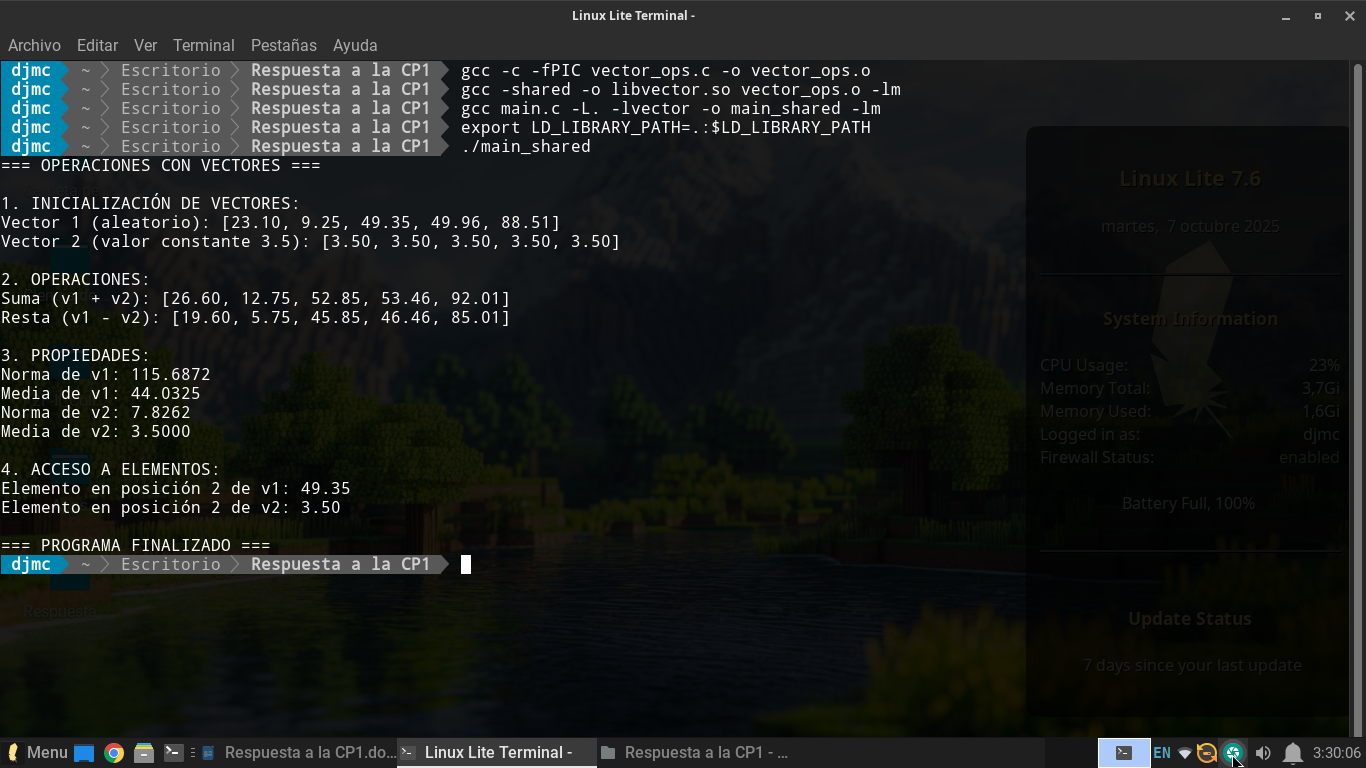 Linux Lite Terminal -
Archivo Editar Ver Terminal Pestañas Ayuda
djmc ~ Escritorio Respuesta a la CP1 gcc -c -fPIC vector_ops.c -o vector_ops.o
djmc ~ Escritorio Respuesta a la CP1 gcc -shared -o libvector.so vector_ops.o -lm
djmc ~ Escritorio Respuesta a la CP1 gcc main.c -L. -lvector -o main_shared -lm
djmc ~ Escritorio Respuesta a la CP1 export LD_LIBRARY_PATH=.:$LD_LIBRARY_PATH
djmc ~ Escritorio Respuesta a la CP1 ./main_shared
=== OPERACIONES CON VECTORES ===
1. INICIALIZACIÓN DE VECTORES:
Vector 1 (aleatorio): [23.10, 9.25, 49.35, 49.96, 88.51]
Vector 2 (valor constante 3.5): [3.50, 3.50, 3.50, 3.50, 3.50]
2. OPERACIONES:
Suma (v1 + v2): [26.60, 12.75, 52.85, 53.46, 92.01]
Resta (v1 - v2): [19.60, 5.75, 45.85, 46.46, 85.01]
3. PROPIEDADES:
Norma de v1: 115.6872
Media de v1: 44.0325
Norma de v2: 7.8262
Media de v2: 3.5000
4. ACCESO A ELEMENTOS:
Elemento en posición 2 de v1: 49.35
Elemento en posición 2 de v2: 3.50
=== PROGRAMA FINALIZADO ===
djmc ~ Escritorio Respuesta a la CP1
Respuesta
Linux Lite 7.6
martes, 7 octubre 2025
System Information
CPU Usage: 23%
Memory Total: 3,7Gi
Memory Used: 1,6Gi
Logged in as: djmc
Firewall Status: enabled
Battery Full, 100%
Update Status
7 days since your last update
Menu Respuesta a la CP1.do... Linux Lite Terminal - Respuesta a la CP1 - ... EN 3:30:06